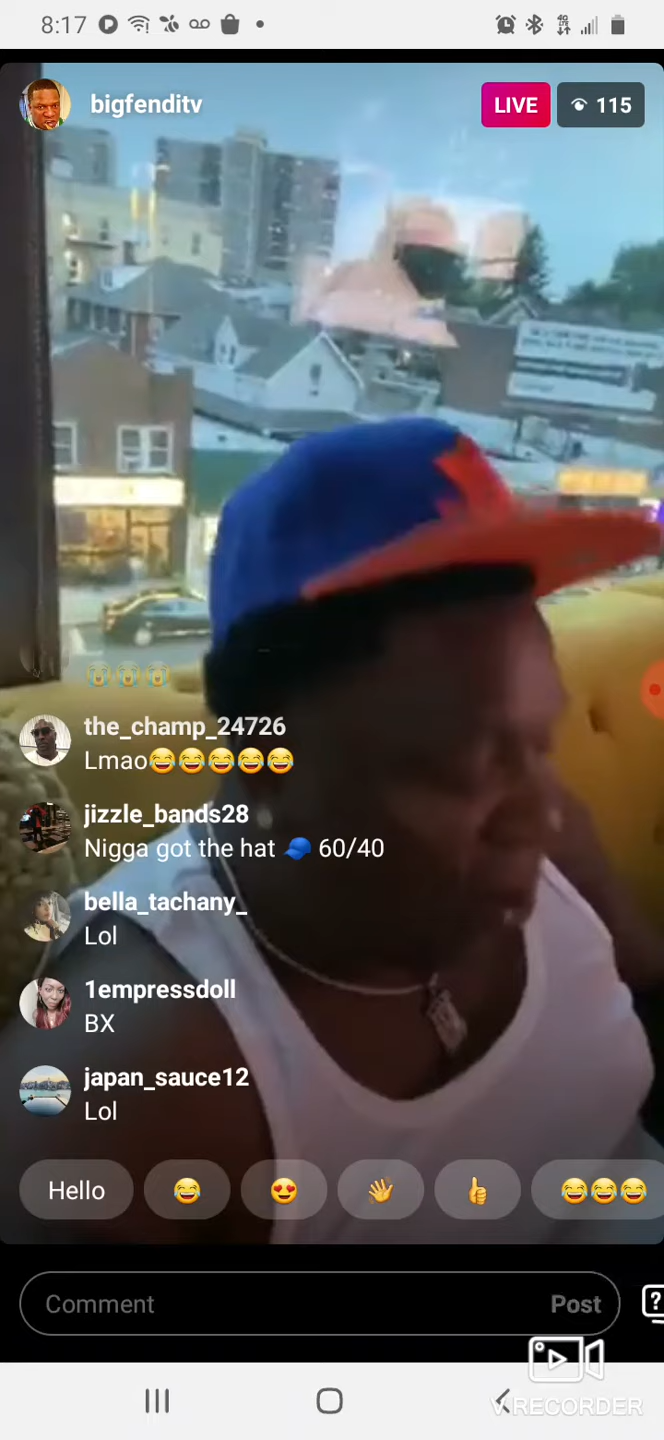 8:17
bigfenditv
LIVE
115
😭😭😭
the_champ_24726
Lmao😂😂😂😂😂
jizzle_bands28
Nigga got the hat 🧢 60/40
bella_tachany_
Lol
1empressdoll
BX
japan_sauce12
Lol
Hello
😂 😍 👋 👍 😂😂😂
Comment
Post
V.RECORDER